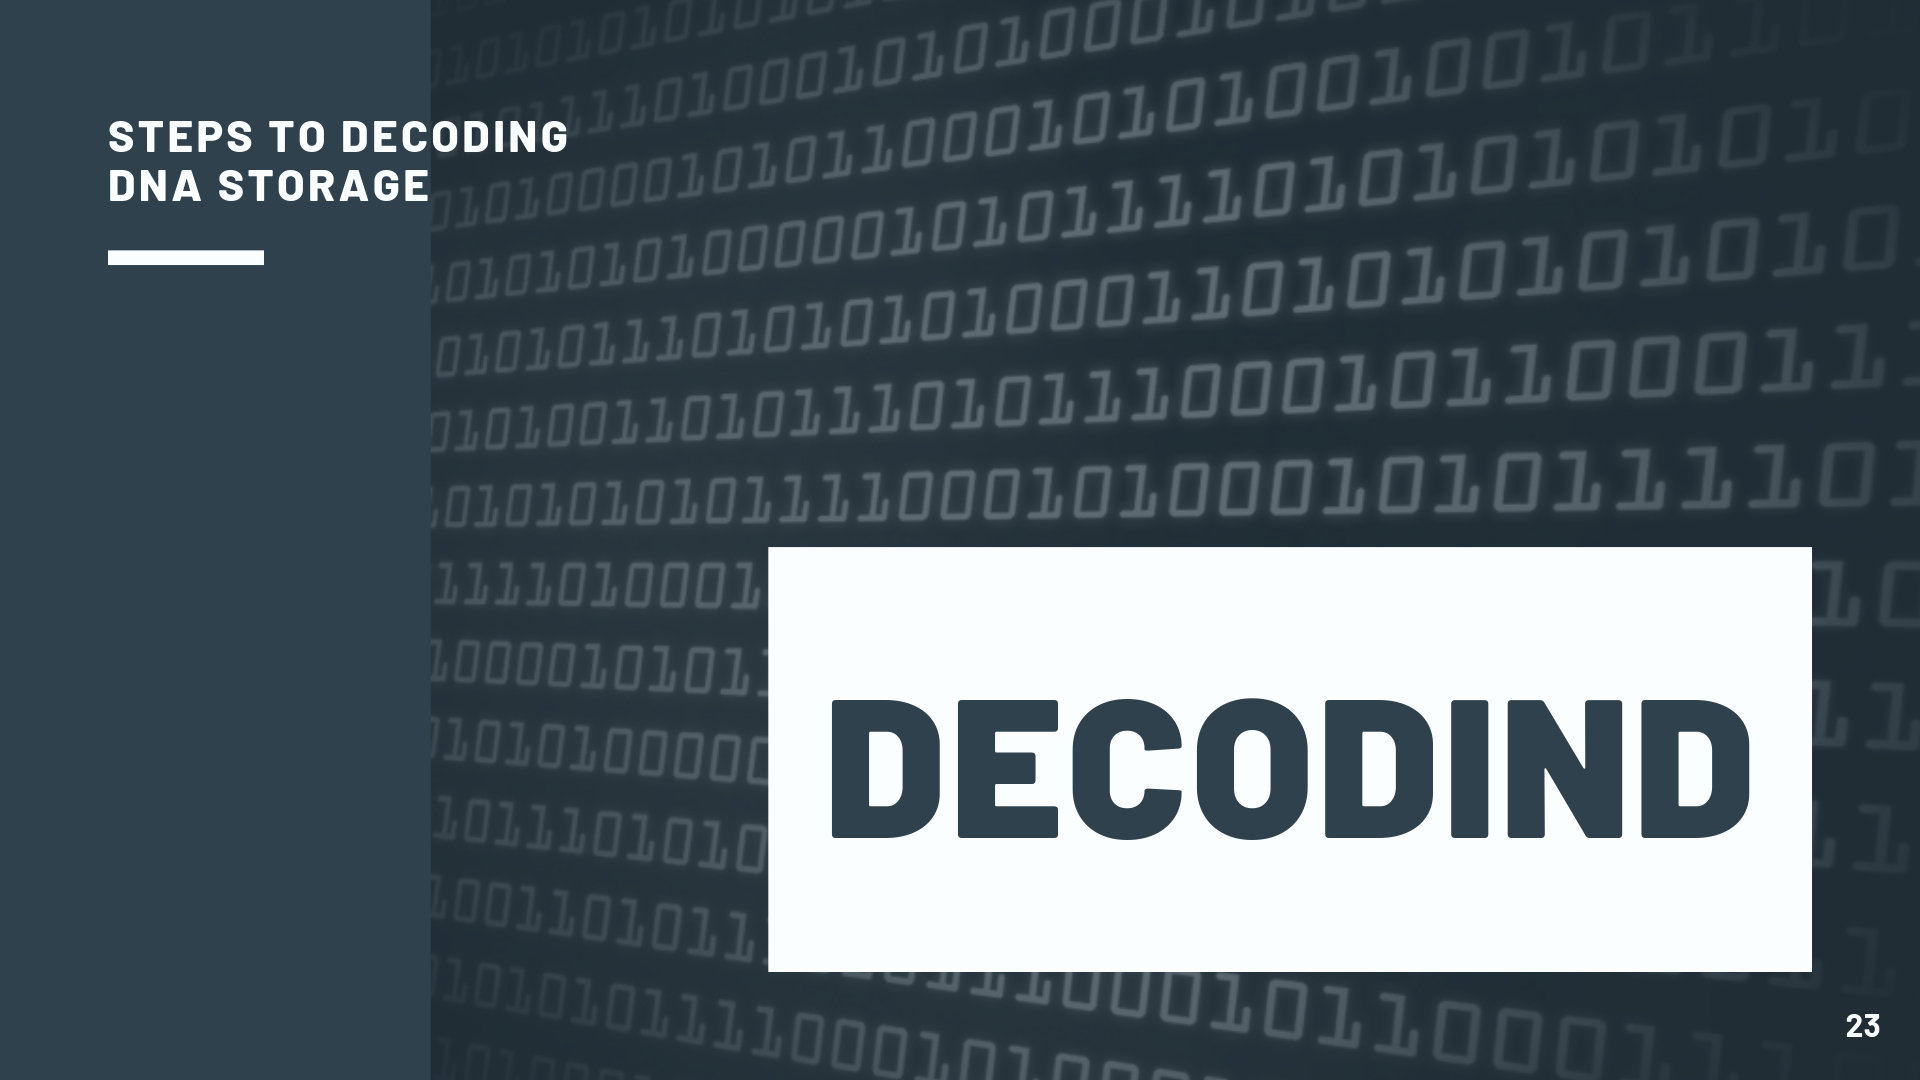 STEPS TO DECODING
DNA STORAGE
DECODIND
23